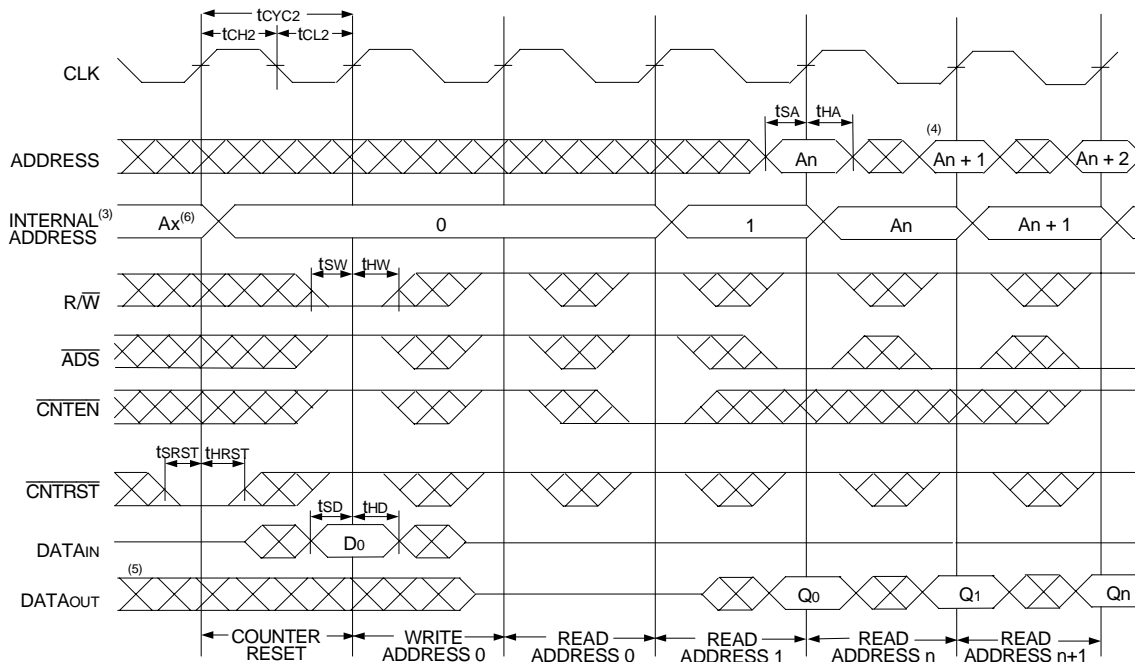 tCYC2
tCH2 tCL2
CLK
tSA tHA
(4)
ADDRESS An An + 1 An + 2
INTERNAL(3) ADDRESS Ax(6) 0 1 An An + 1
tSW tHW
R/W
ADS
CNTEN
tSRST tHRST
CNTRST
tSD tHD
DATAIN D0
(5)
DATAOUT Q0 Q1 Qn
COUNTER RESET
WRITE ADDRESS 0
READ ADDRESS 0
READ ADDRESS 1
READ ADDRESS n
READ ADDRESS n+1